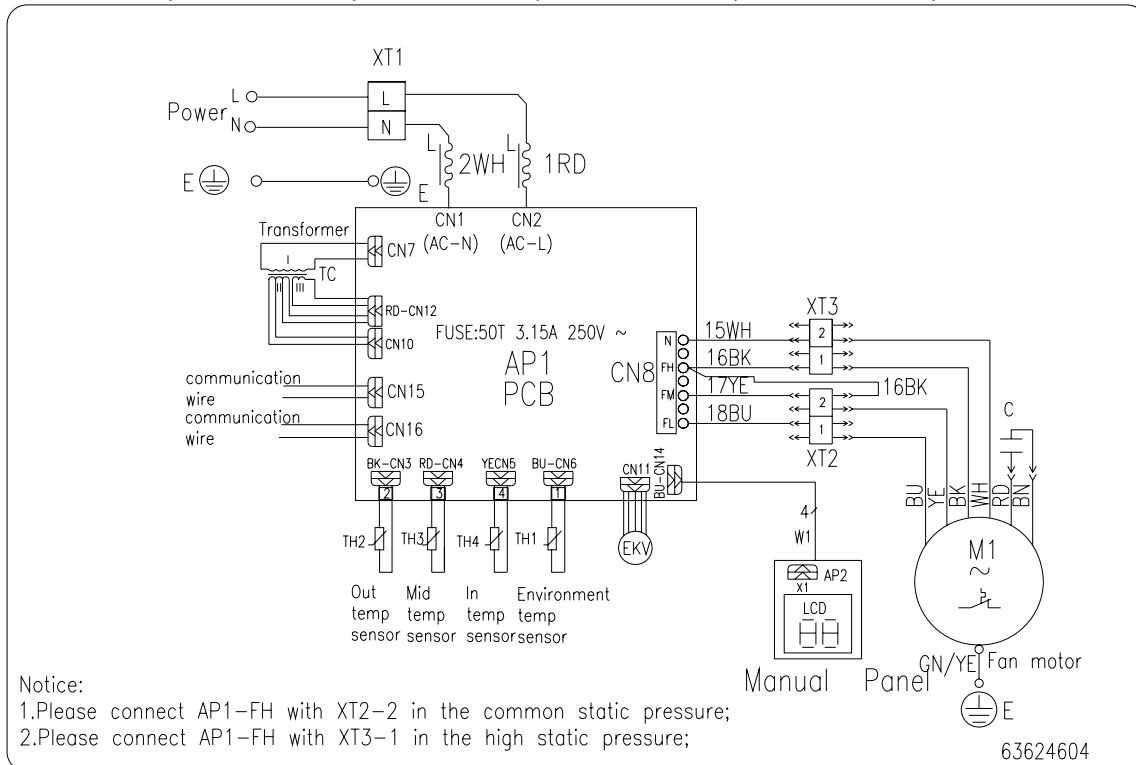 XT1
L
L
Power
N
N
L
L
2WH
1RD
E
E
CN1
CN2
(AC-N)
(AC-L)
Transformer
CN7
I
TC
II
III
RD-CN12
CN10
FUSE:50T 3.15A 250V ~
AP1
PCB
CN8
N
FH
FM
FL
15WH
16BK
17YE
16BK
18BU
XT3
2
1
2
1
XT2
C
communication
wire
CN15
communication
wire
CN16
BK-CN3
RD-CN4
YECN5
BU-CN6
CN11
BU-CN14
2
3
4
1
TH2
TH3
TH4
TH1
EKV
Out
temp
sensor
Mid
temp
sensor
In
temp
sensor
Environment
temp
sensor
4
W1
AP2
X1
LCD
Manual Panel
BU
YE
BK
WH
RD
BN
M1
~
GN/YE
Fan motor
E
Notice:
1.Please connect AP1-FH with XT2-2 in the common static pressure;
2.Please connect AP1-FH with XT3-1 in the high static pressure;
63624604